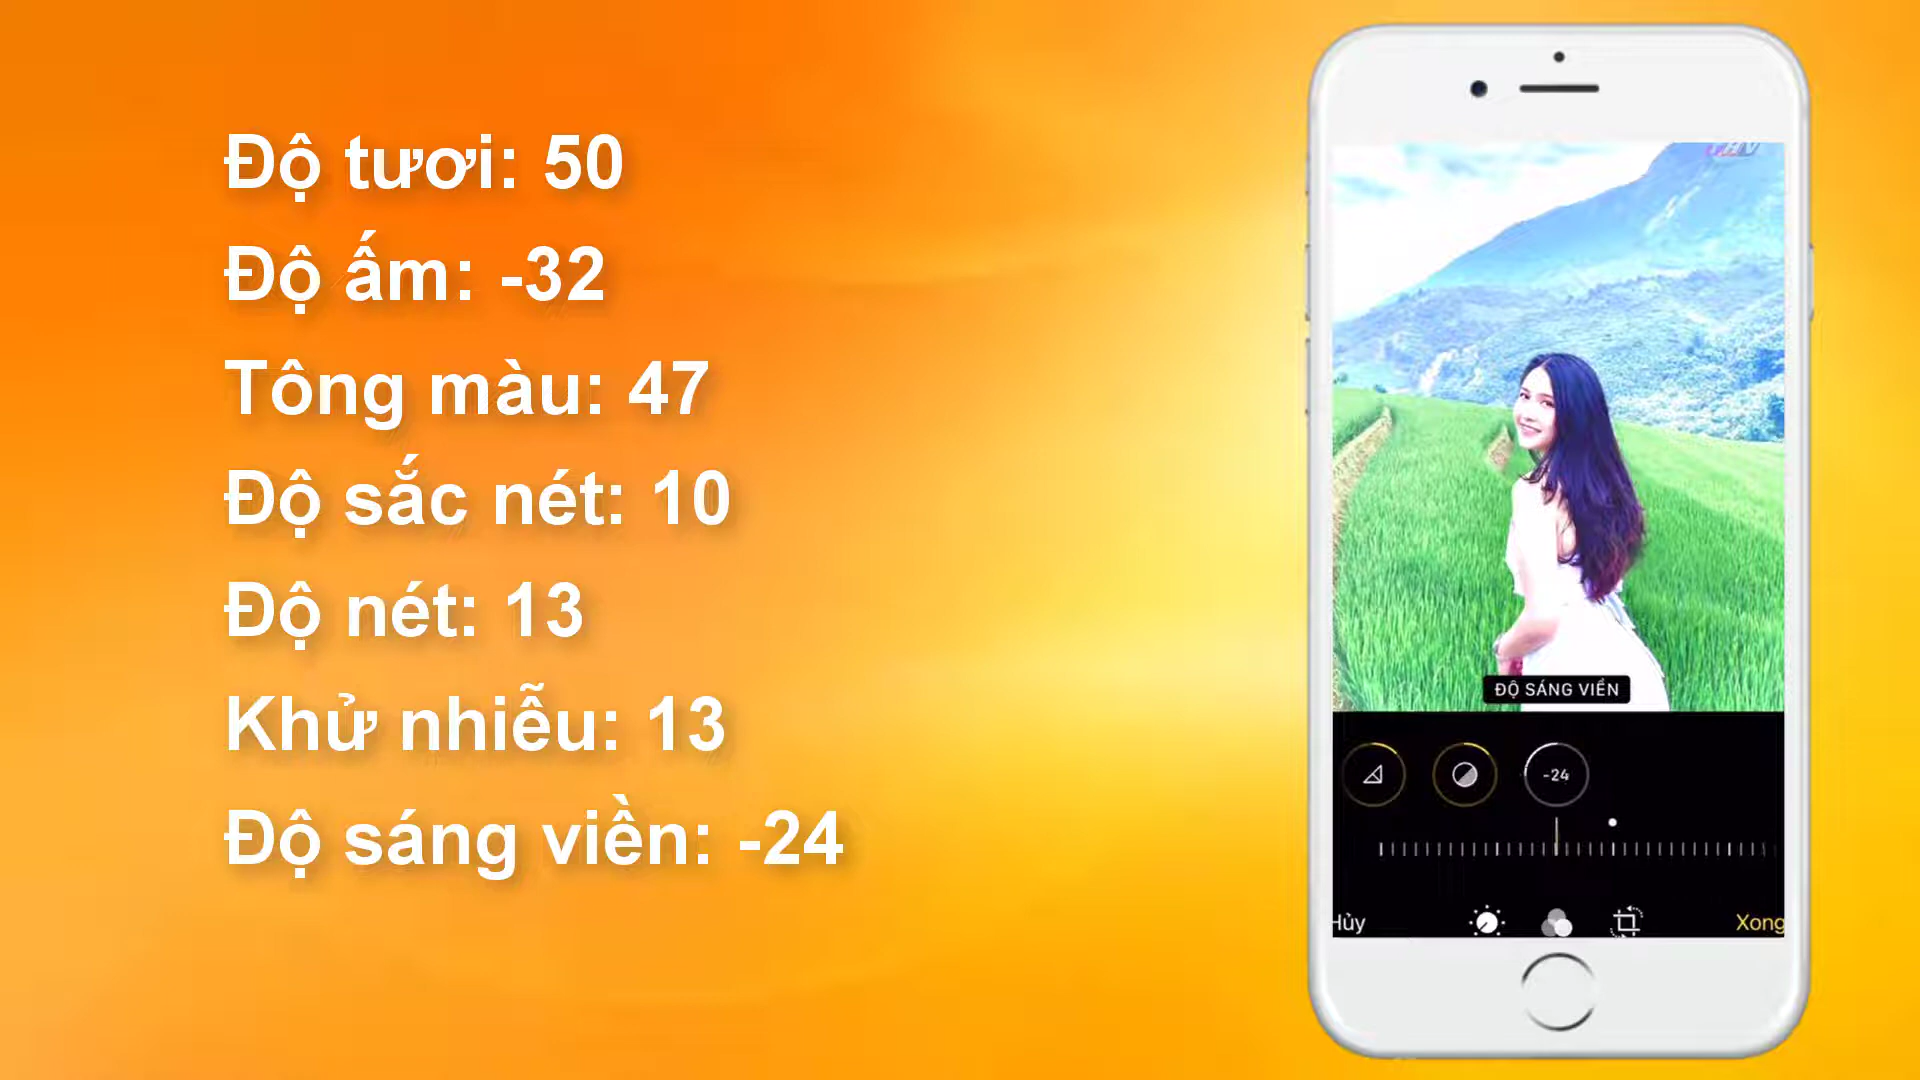 Độ tươi: 50
Độ ấm: -32
Tông màu: 47
Độ sắc nét: 10
Độ nét: 13
Khử nhiễu: 13
Độ sáng viền: -24
ĐỘ SÁNG VIỀN
-24
Hủy
Xong